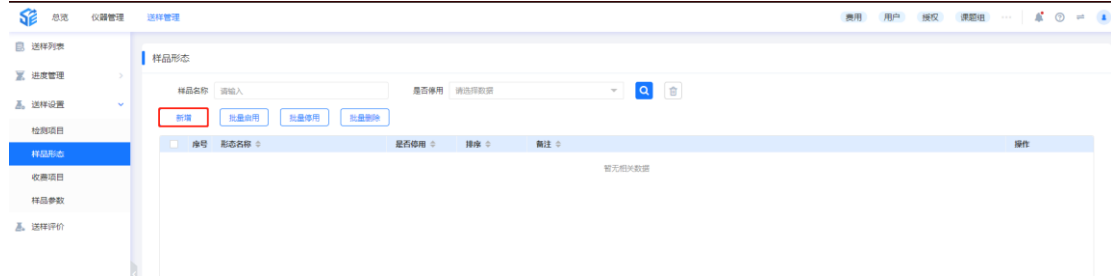 总览 仪器管理 送样管理 费用 用户 授权 课题组 ...
送样列表
样品形态
进度管理
样品名称 请输入 是否停用 请选择数据
送样设置
新增 批量启用 批量停用 批量删除
检测项目
序号 形态名称 是否停用 排序 备注 操作
样品形态
暂无相关数据
收费项目
样品参数
送样评价